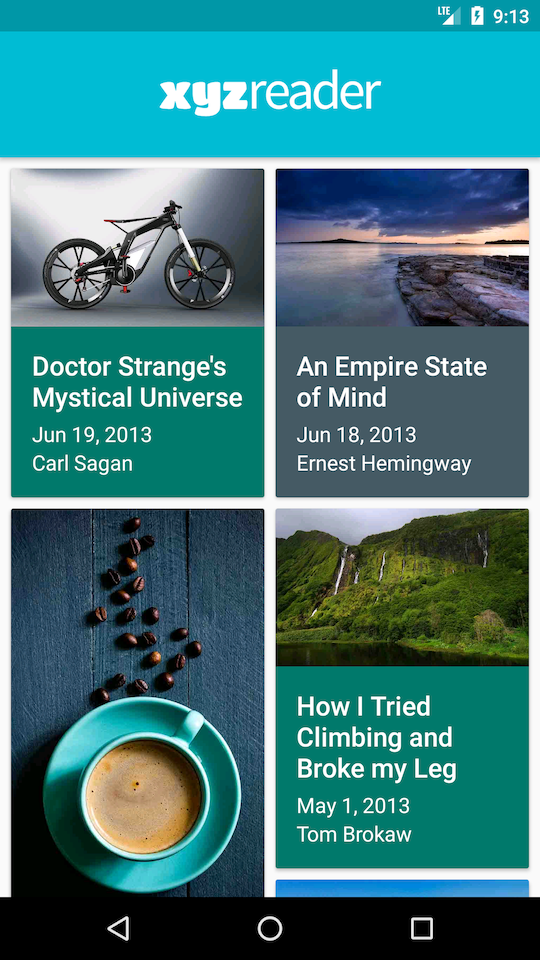 LTE 9:13
xyzreader
Doctor Strange's
Mystical Universe
Jun 19, 2013
Carl Sagan
An Empire State
of Mind
Jun 18, 2013
Ernest Hemingway
How I Tried
Climbing and
Broke my Leg
May 1, 2013
Tom Brokaw